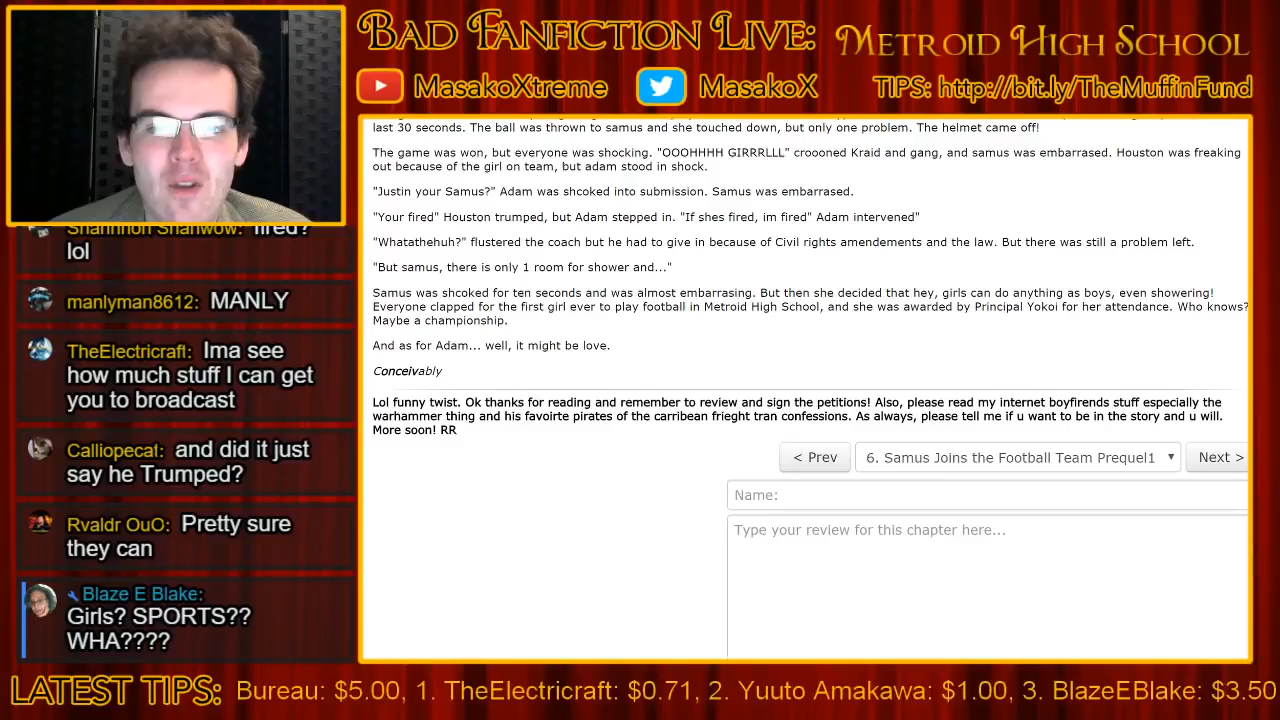 BAD FANFICTION LIVE: METROID HIGH SCHOOL
MasakoXtreme MasakoX TIPS: http://bit.ly/TheMuffinFund
last 30 seconds. The ball was thrown to samus and she touched down, but only one problem. The helmet came off!
The game was won, but everyone was shocking. "OOOHHHH GIRRRLLL" croooned Kraid and gang, and samus was embarrased. Houston was freaking
out because of the girl on team, but adam stood in shock.
"Justin your Samus?" Adam was shcoked into submission. Samus was embarrased.
"Your fired" Houston trumped, but Adam stepped in. "If shes fired, im fired" Adam intervened"
"Whatathehuh?" flustered the coach but he had to give in because of Civil rights amendements and the law. But there was still a problem left.
"But samus, there is only 1 room for shower and..."
Samus was shcoked for ten seconds and was almost embarrasing. But then she decided that hey, girls can do anything as boys, even showering!
Everyone clapped for the first girl ever to play football in Metroid High School, and she was awarded by Principal Yokoi for her attendance. Who knows?
Maybe a championship.
And as for Adam... well, it might be love.
Conceivably
Lol funny twist. Ok thanks for reading and remember to review and sign the petitions! Also, please read my internet boyfirends stuff especially the
warhammer thing and his favoirte pirates of the carribean frieght tran confessions. As always, please tell me if u want to be in the story and u will.
More soon! RR
< Prev 6. Samus Joins the Football Team Prequel1 Next >
Name:
Type your review for this chapter here...
Shannnon Shanwow: fired?
lol
manlyman8612: MANLY
TheElectricraft: Ima see
how much stuff I can get
you to broadcast
Calliopecat: and did it just
say he Trumped?
Rvaldr OuO: Pretty sure
they can
Blaze E Blake:
Girls? SPORTS??
WHA????
LATEST TIPS: Bureau: $5.00, 1. TheElectricraft: $0.71, 2. Yuuto Amakawa: $1.00, 3. BlazeEBlake: $3.50